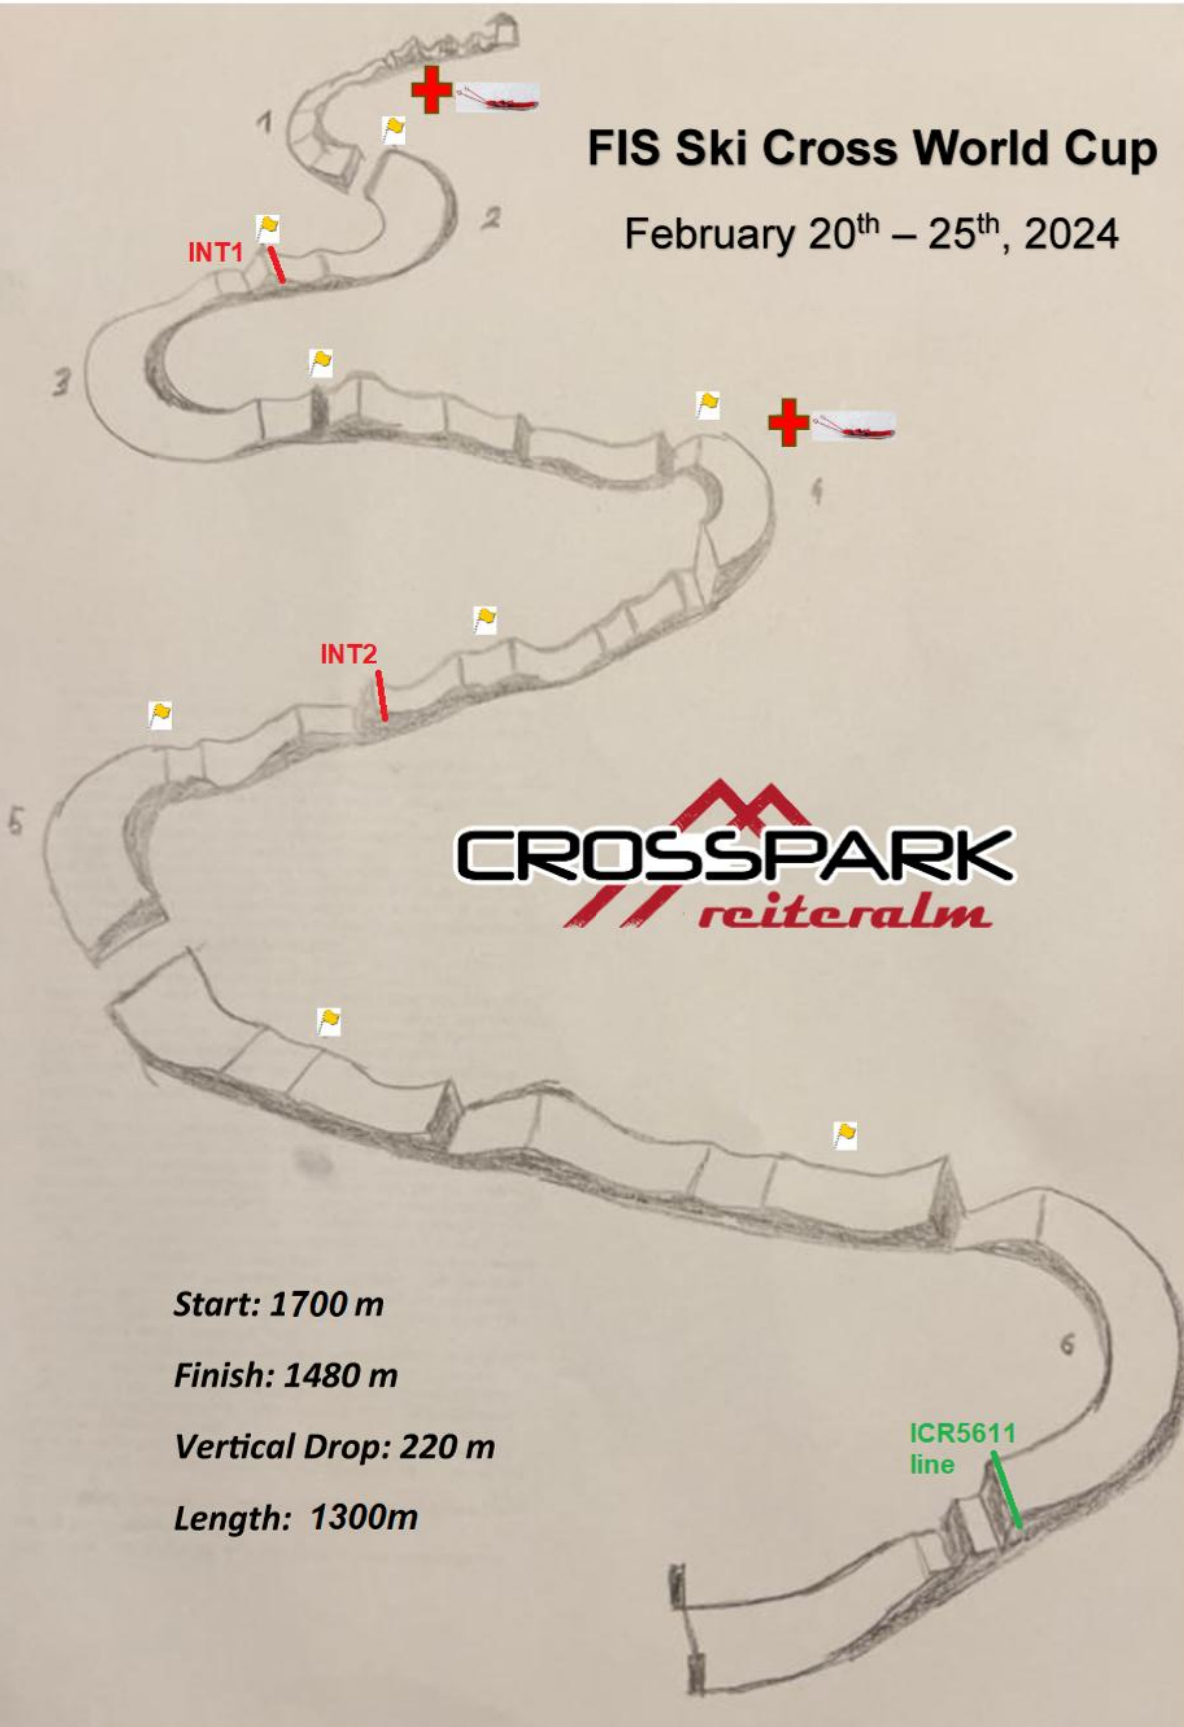 1
FIS Ski Cross World Cup
February 20th – 25th, 2024
2
INT1
3
4
INT2
5
CROSSPARK
reiteralm
Start: 1700 m
Finish: 1480 m
Vertical Drop: 220 m
Length: 1300m
6
ICR5611
line